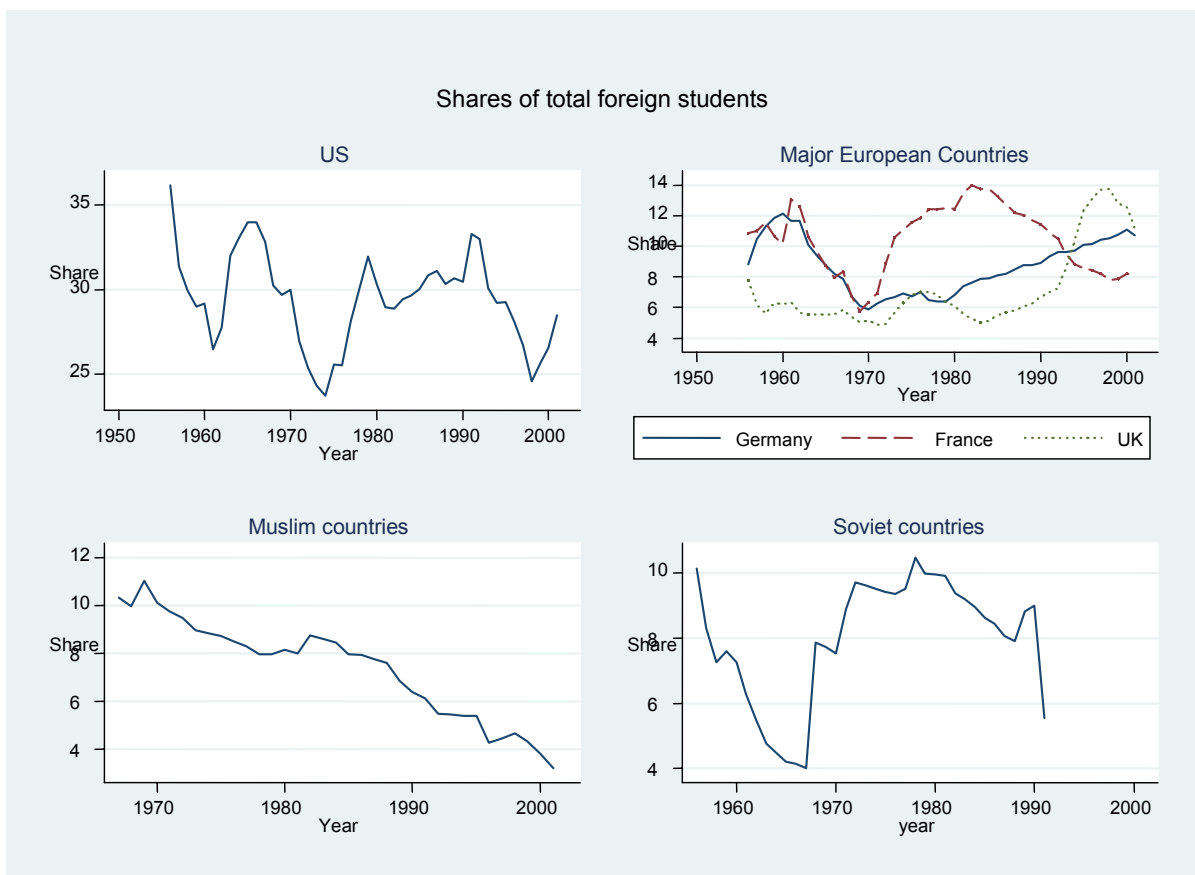 Shares of total foreign students
US
35
30
25
Share
1950 1960 1970 1980 1990 2000
Year
Major European Countries
14
12
10
8
6
4
Share
1950 1960 1970 1980 1990 2000
Year
Germany France UK
Muslim countries
12
10
8
6
4
Share
1970 1980 1990 2000
Year
Soviet countries
10
8
6
4
Share
1960 1970 1980 1990 2000
year